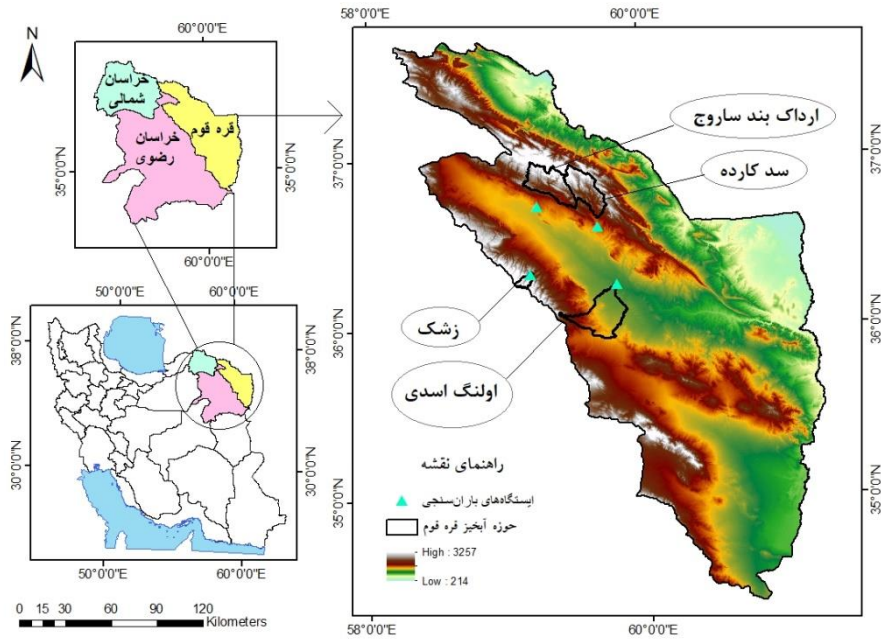 N
60°0'0"E
خراسان
شمالی
قره قوم
خراسان
رضوی
35°0'0"N
35°0'0"N
60°0'0"E
50°0'0"E
60°0'0"E
38°0'0"N
38°0'0"N
30°0'0"N
30°0'0"N
50°0'0"E
60°0'0"E
0 15 30 60 90 120
Kilometers
58°0'0"E
60°0'0"E
ارداک بند ساروج
37°0'0"N
37°0'0"N
سد کارده
36°0'0"N
36°0'0"N
زشک
اولنگ اسدی
راهنمای نقشه
ایستگاه‌های باران‌سنجی
حوزه آبخیز قره قوم
High : 3257
Low : 214
35°0'0"N
35°0'0"N
58°0'0"E
60°0'0"E